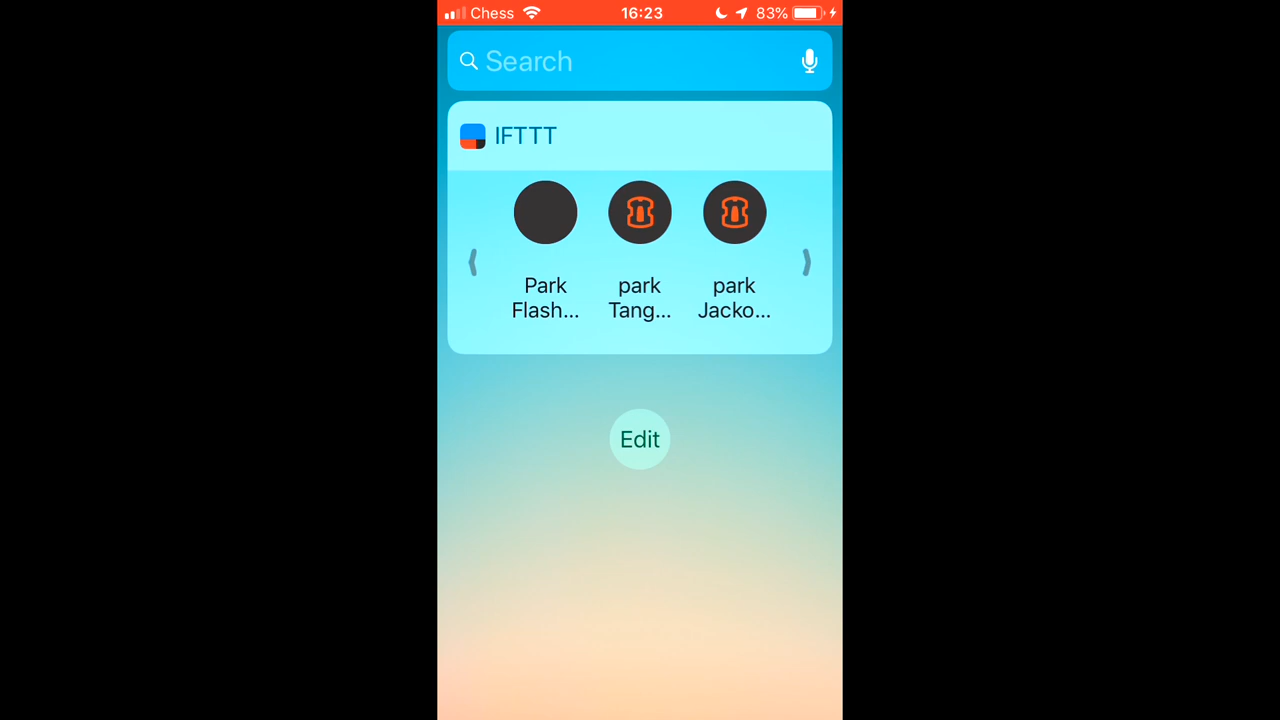 Chess 16:23 83%
Search
IFTTT
Park Flash...
park Tang...
park Jacko...
Edit